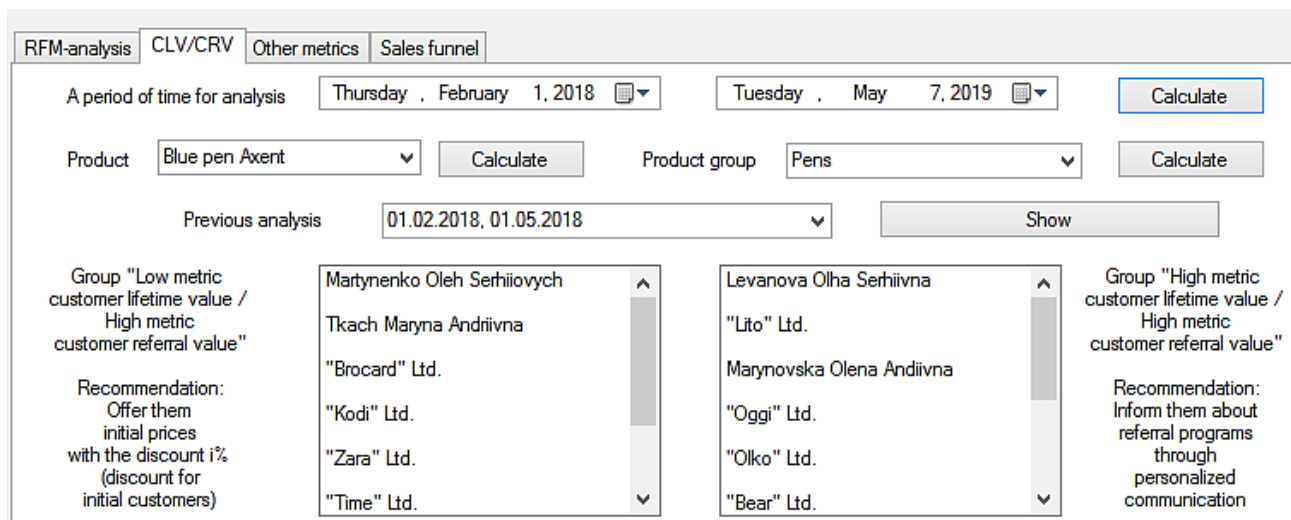 RFM-analysis CLV/CRV Other metrics Sales funnel
A period of time for analysis Thursday , February 1, 2018 Tuesday , May 7, 2019 Calculate
Product Blue pen Axent Calculate Product group Pens Calculate
Previous analysis 01.02.2018, 01.05.2018 Show
Group "Low metric
customer lifetime value /
High metric
customer referral value"
Recommendation:
Offer them
initial prices
with the discount i%
(discount for
initial customers)
Martynenko Oleh Serhiiovych
Tkach Maryna Andriivna
"Brocard" Ltd.
"Kodi" Ltd.
"Zara" Ltd.
"Time" Ltd.
Levanova Olha Serhiivna
"Lito" Ltd.
Marynovska Olena Andiivna
"Oggi" Ltd.
"Olko" Ltd.
"Bear" Ltd.
Group "High metric
customer lifetime value /
High metric
customer referral value"
Recommendation:
Inform them about
referral programs
through
personalized
communication